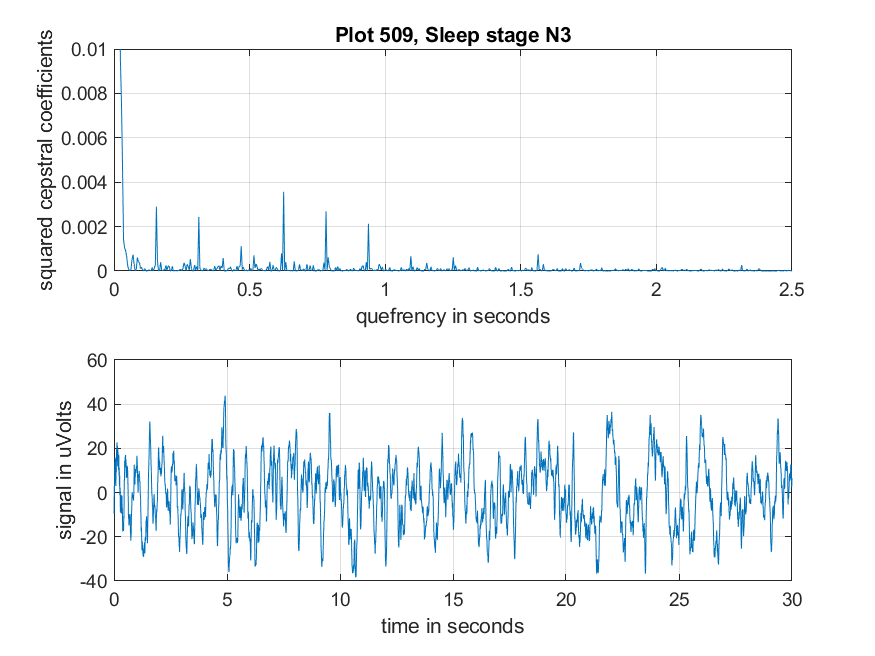 Plot 509, Sleep stage N3
squared cepstral coefficients
0.01
0.008
0.006
0.004
0.002
0
0 0.5 1 1.5 2 2.5
quefrency in seconds
signal in uVolts
60
40
20
0
-20
-40
0 5 10 15 20 25 30
time in seconds